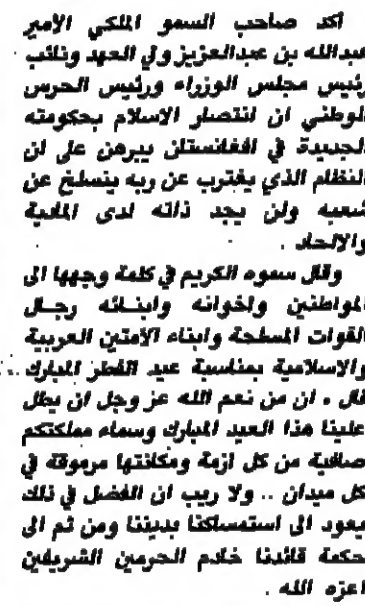 اكد صاحب السمو الملكي الأمير
عبدالله بن عبدالعزيز ولي العهد ونائب
رئيس مجلس الوزراء ورئيس الحرس
الوطني ان انتصار الاسلام بحكومته
الجديدة في افغانستان يبرهن على ان
النظام الذي يغترب عن ربه ينسلخ عن
شعبه ولن يجد ذاته لدى المادية
والالحاد .
وقال سموه الكريم في كلمة وجهها الى
المواطنين واخوانه وابنائه رجال
القوات المسلحة وابناء الأمتين العربية
والاسلامية بمناسبة عيد الفطر المبارك
قال . ان من نعم الله عز وجل ان يطل
علينا هذا العيد المبارك وسماء مملكتكم
صافية من كل ازمة ومكانتها مرموقة في
كل ميدان .. ولا ريب ان الفضل في ذلك
يعود الى استمساكنا بديننا ومن ثم الى
حكمة قائدنا خادم الحرمين الشريفين
اعزه الله .